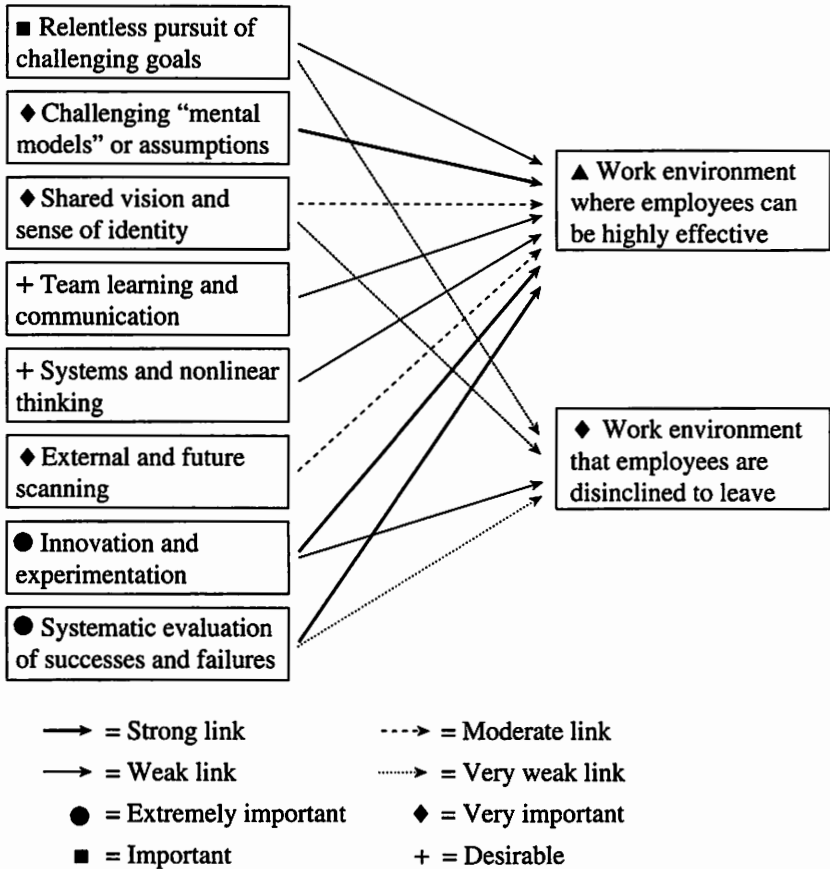 ■ Relentless pursuit of
challenging goals
♦ Challenging “mental
models” or assumptions
♦ Shared vision and
sense of identity
+ Team learning and
communication
+ Systems and nonlinear
thinking
♦ External and future
scanning
● Innovation and
experimentation
● Systematic evaluation
of successes and failures
▲ Work environment
where employees can
be highly effective
♦ Work environment
that employees are
disinclined to leave
= Strong link
= Moderate link
= Weak link
= Very weak link
● = Extremely important
♦ = Very important
■ = Important
+ = Desirable